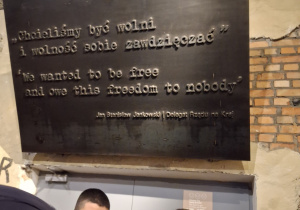 „Chcieliśmy być wolni
i wolność sobie zawdzięczać”
‘We wanted to be free
and owe this freedom to nobody’
Jan Stanisław Jankowski | Delegat Rządu na Kraj